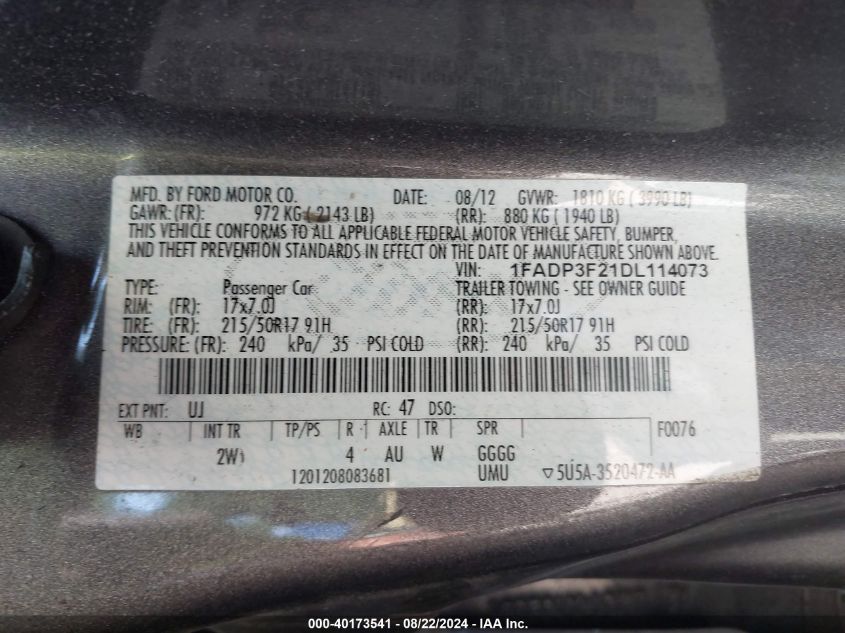 MFD. BY FORD MOTOR CO. DATE: 08/12 GVWR: 1810 KG ( 3990 LB)
GAWR: (FR): 972 KG ( 2143 LB) (RR): 880 KG ( 1940 LB)
THIS VEHICLE CONFORMS TO ALL APPLICABLE FEDERAL MOTOR VEHICLE SAFETY, BUMPER,
AND THEFT PREVENTION STANDARDS IN EFFECT ON THE DATE OF MANUFACTURE SHOWN ABOVE.
VIN: 1FADP3F21DL114073
TYPE: Passenger Car TRAILER TOWING - SEE OWNER GUIDE
RIM: (FR): 17x7.0J (RR): 17x7.0J
TIRE: (FR): 215/50R17 91H (RR): 215/50R17 91H
PRESSURE: (FR): 240 kPa/ 35 PSI COLD (RR): 240 kPa/ 35 PSI COLD
EXT PNT: UJ RC: 47 DSO:
WB INT TR TP/PS R AXLE TR SPR F0076
2W 4 AU W GGGG
1201208083681 UMU ▽5U5A-3520472-AA
000-40173541 - 08/22/2024 - IAA Inc.